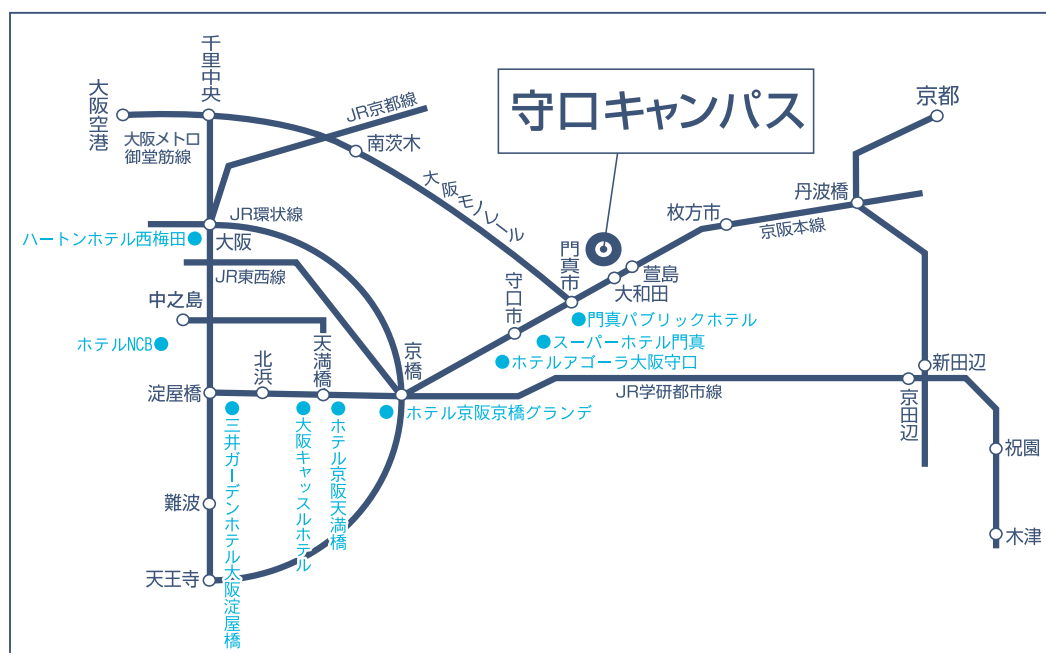 守口キャンパス
千里中央
大阪空港
大阪メトロ
御堂筋線
JR京都線
南茨木
大阪モノレール
京都
丹波橋
枚方市
京阪本線
JR環状線
ハートンホテル西梅田
大阪
JR東西線
門真市
萱島
大和田
守口市
中之島
門真パブリックホテル
スーパーホテル門真
ホテルアゴーラ大阪守口
ホテルNCB
天満橋
北浜
京橋
淀屋橋
新田辺
JR学研都市線
京田辺
ホテル京阪京橋グランデ
三井ガーデンホテル大阪淀屋橋
大阪キャッスルホテル
ホテル京阪天満橋
祝園
難波
木津
天王寺